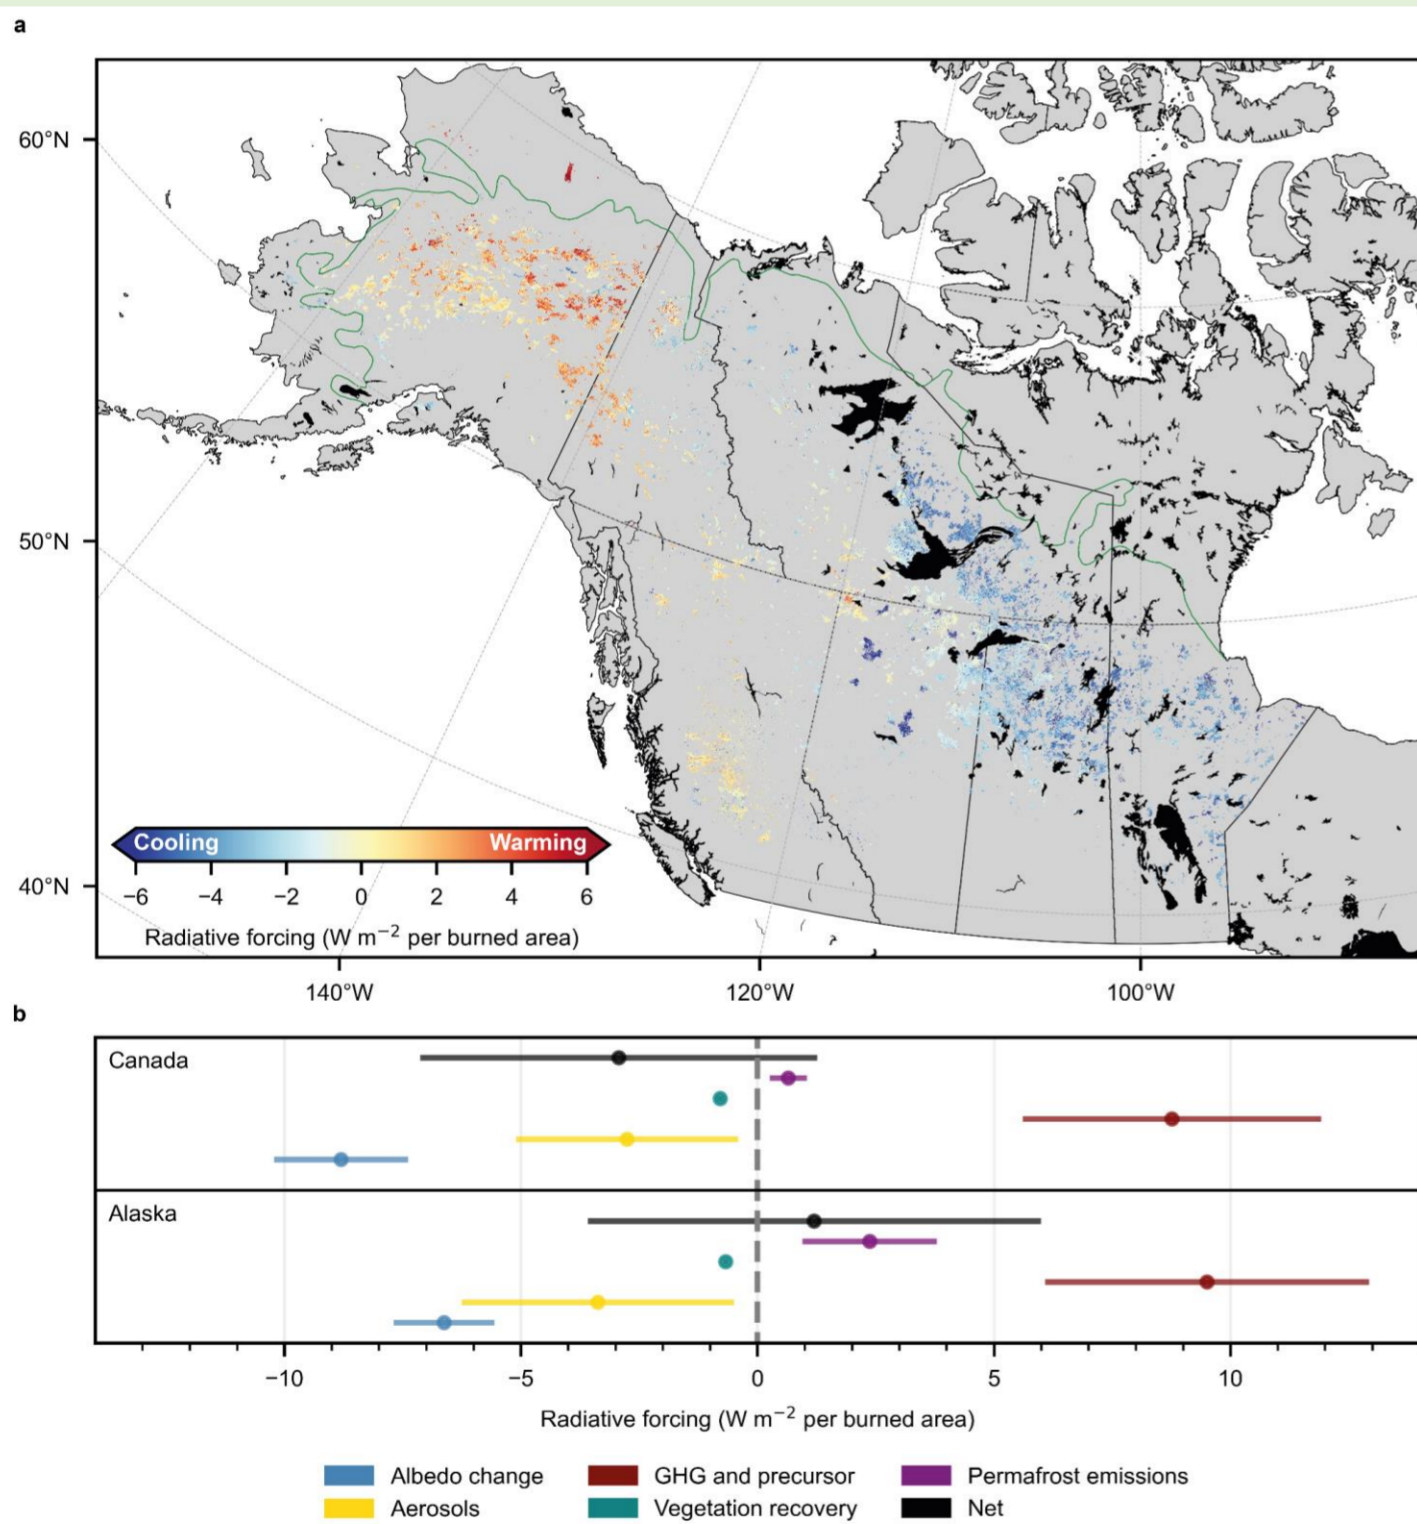 a
60°N
50°N
40°N
Cooling Warming
−6 −4 −2 0 2 4 6
Radiative forcing (W m−2 per burned area)
140°W 120°W 100°W
b
Canada
Alaska
−10 −5 0 5 10
Radiative forcing (W m−2 per burned area)
Albedo change GHG and precursor Permafrost emissions
Aerosols Vegetation recovery Net